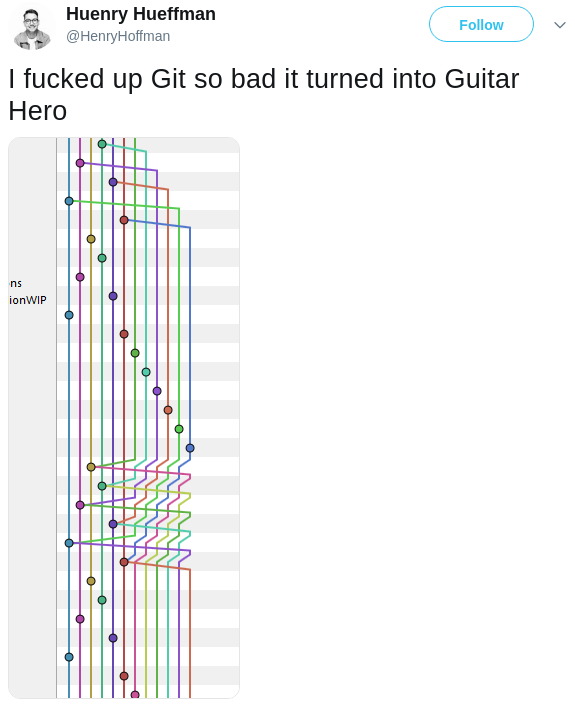 Huenry Hueffman
@HenryHoffman
Follow
I fucked up Git so bad it turned into Guitar
Hero
ns
ionWIP